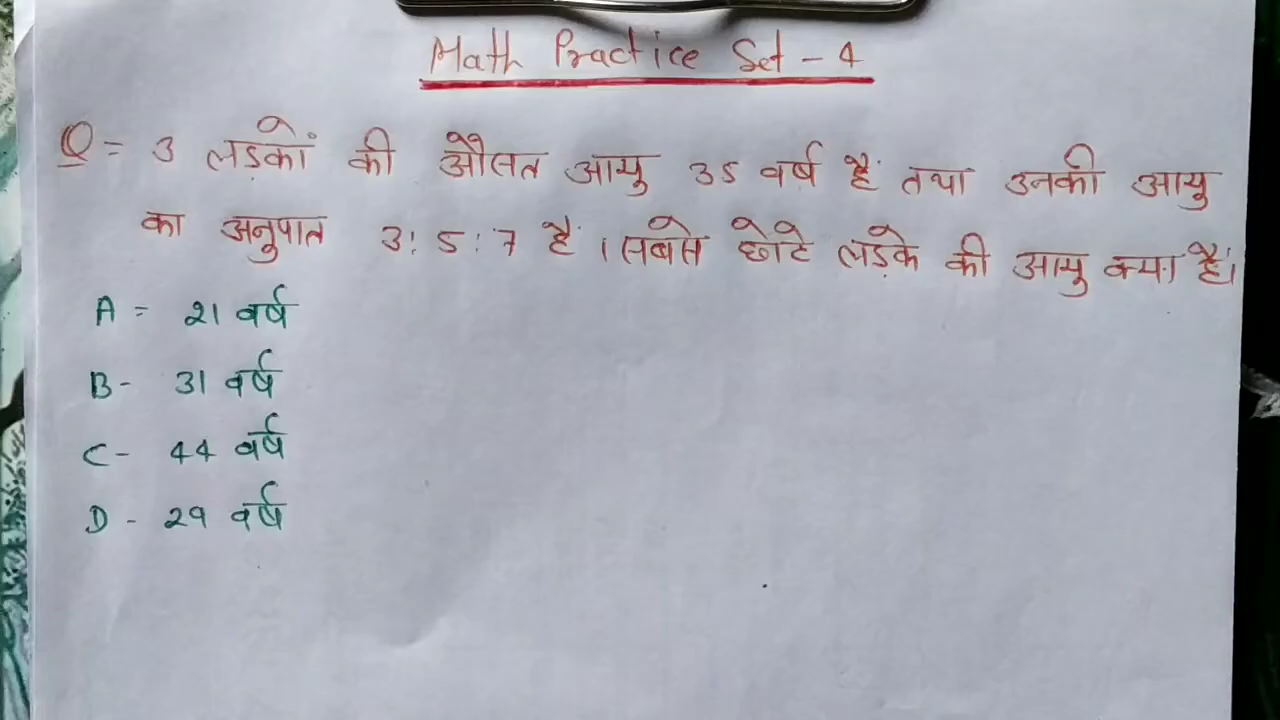 Math Practice Set - 4
Q = 3 लड़कों की औसत आयु 35 वर्ष है तथा उनकी आयु
का अनुपात 3:5:7 है । सबसे छोटे लड़के की आयु क्या है।
A = 21 वर्ष
B - 31 वर्ष
C - 44 वर्ष
D - 29 वर्ष